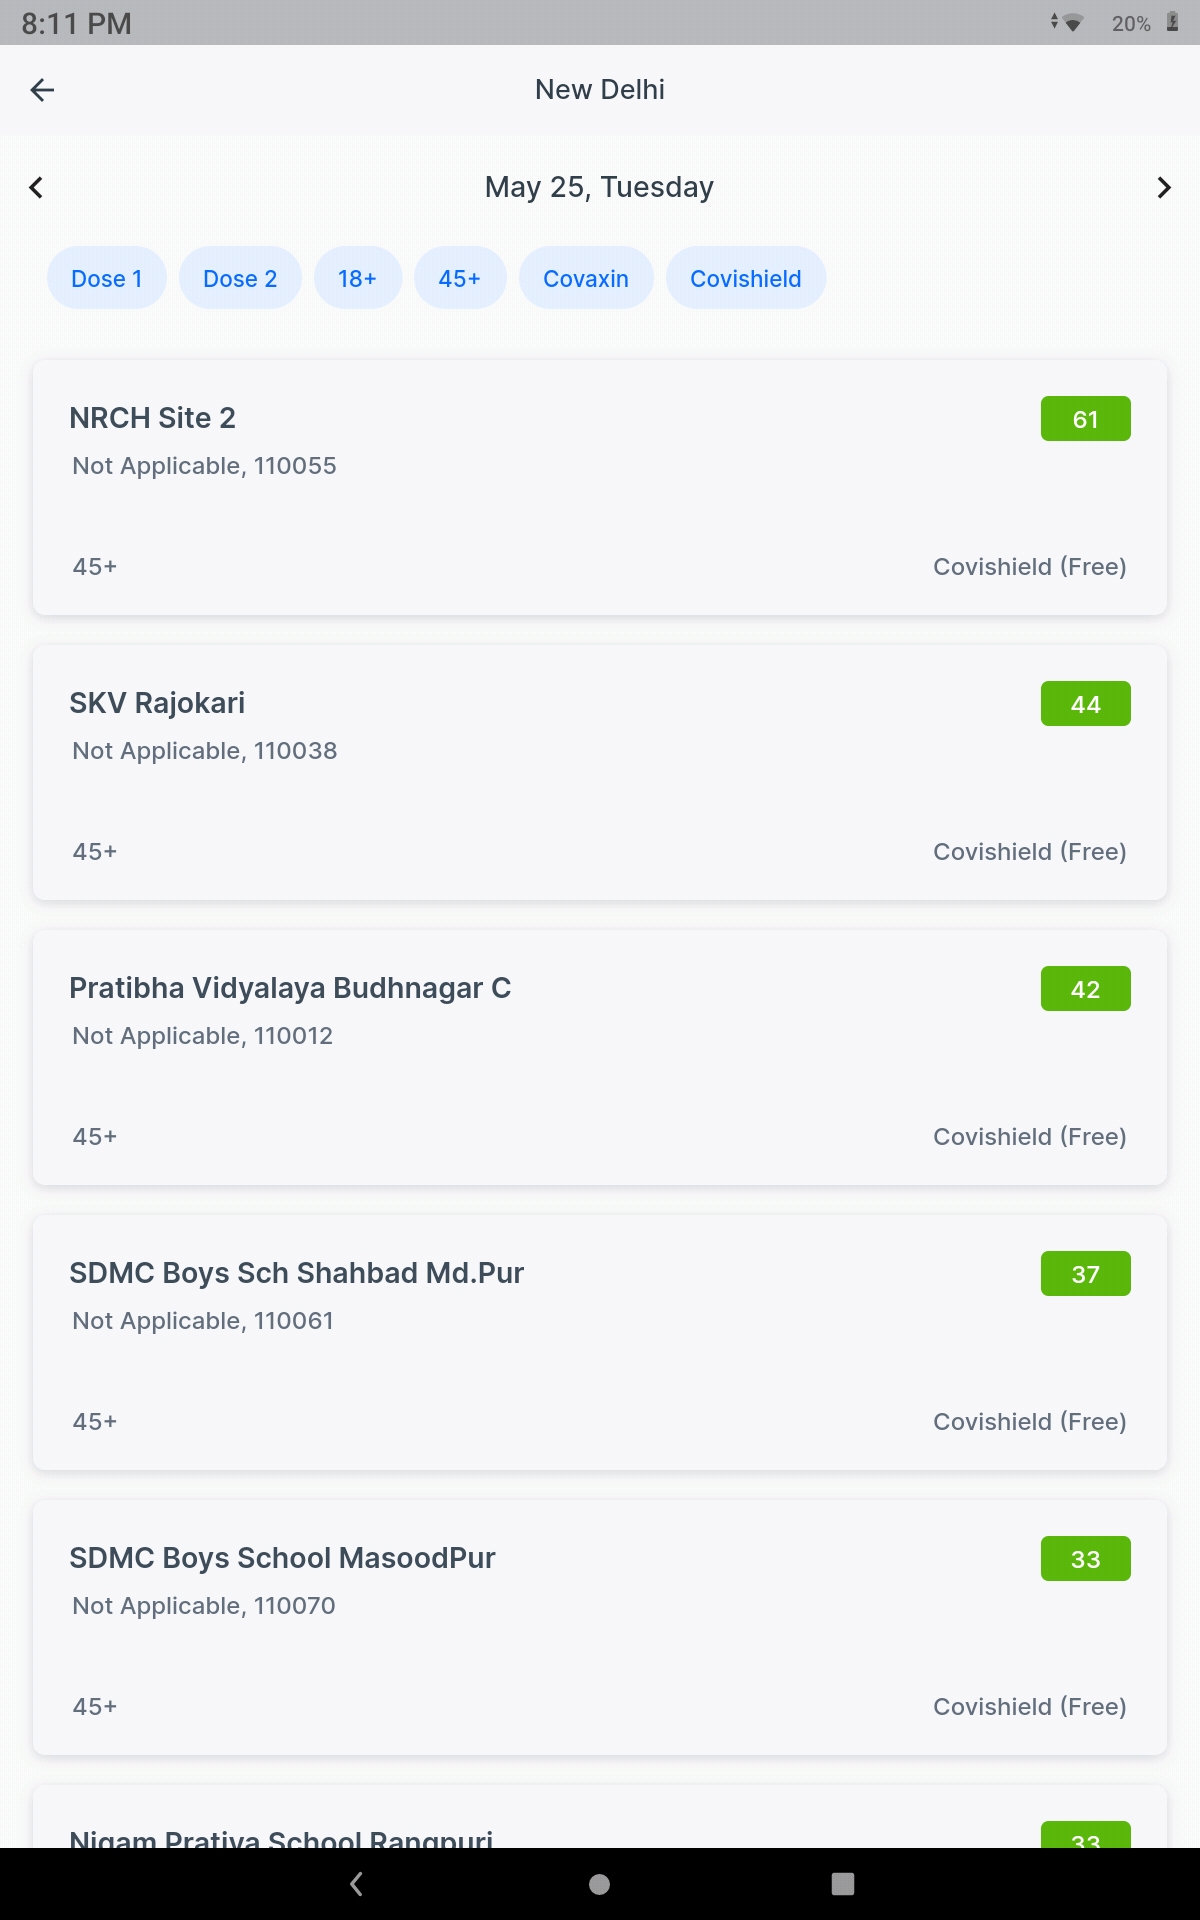 8:11 PM 20%
New Delhi
May 25, Tuesday
Dose 1 Dose 2 18+ 45+ Covaxin Covishield
NRCH Site 2 61
Not Applicable, 110055
45+ Covishield (Free)
SKV Rajokari 44
Not Applicable, 110038
45+ Covishield (Free)
Pratibha Vidyalaya Budhnagar C 42
Not Applicable, 110012
45+ Covishield (Free)
SDMC Boys Sch Shahbad Md.Pur 37
Not Applicable, 110061
45+ Covishield (Free)
SDMC Boys School MasoodPur 33
Not Applicable, 110070
45+ Covishield (Free)
Nigam Prativa School Rangpuri 33